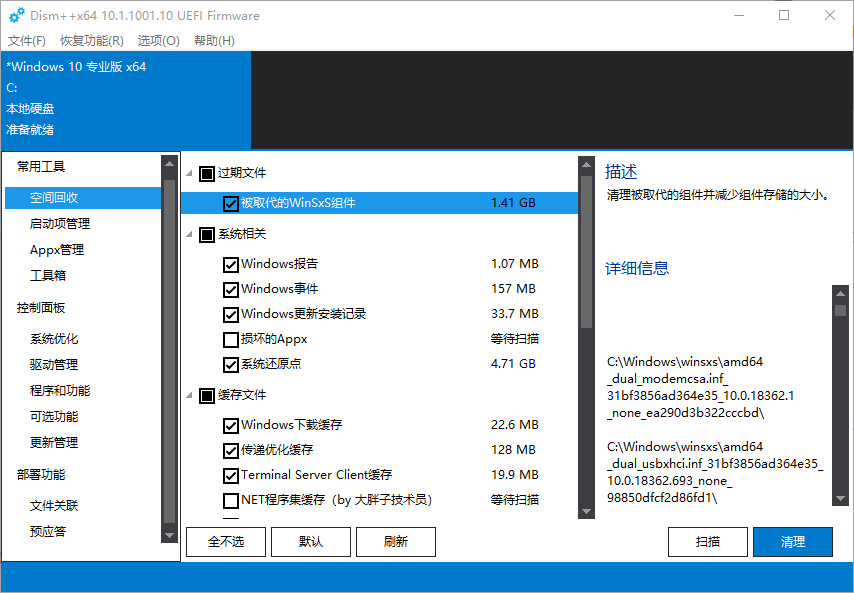 Dism++x64 10.1.1001.10 UEFI Firmware
文件(F) 恢复功能(R) 选项(O) 帮助(H)
*Windows 10 专业版 x64
C:
本地硬盘
准备就绪
常用工具
空间回收
启动项管理
Appx管理
工具箱
控制面板
系统优化
驱动管理
程序和功能
可选功能
更新管理
部署功能
文件关联
预应答
过期文件
被取代的WinSxS组件 1.41 GB
系统相关
Windows报告 1.07 MB
Windows事件 157 MB
Windows更新安装记录 33.7 MB
损坏的Appx 等待扫描
系统还原点 4.71 GB
缓存文件
Windows下载缓存 22.6 MB
传递优化缓存 128 MB
Terminal Server Client缓存 19.9 MB
NET程序集缓存（by 大胖子技术员） 等待扫描
全不选 默认 刷新 扫描 清理
描述
清理被取代的组件并减少组件存储的大小。
详细信息
C:\Windows\winsxs\amd64
_dual_modemcsa.inf_
31bf3856ad364e35_10.0.18362.1
_none_ea290d3b322cccbd\
C:\Windows\winsxs\amd64
_dual_usbxhci.inf_31bf3856ad364e35_
10.0.18362.693_none_
98850dfcf2d86fd1\